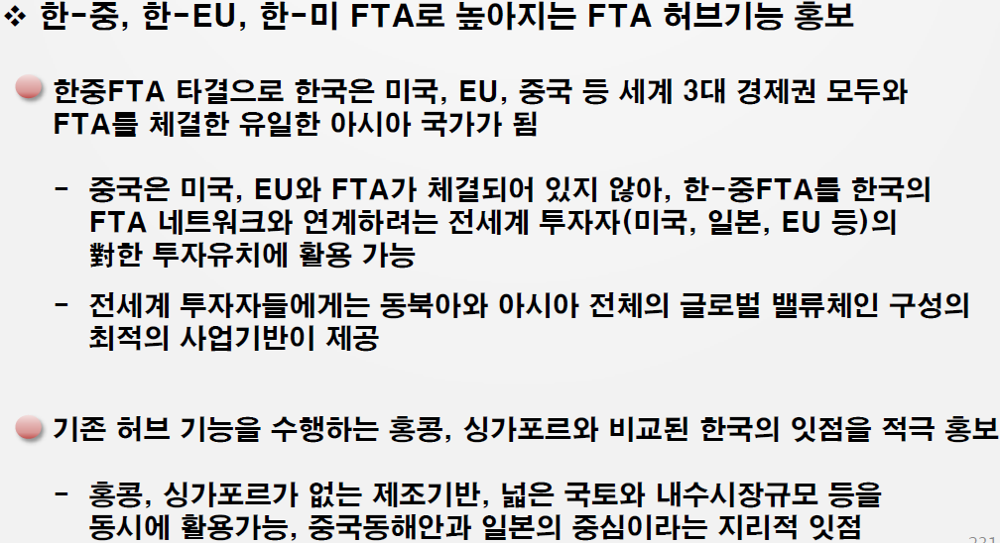 ❖ 한-중, 한-EU, 한-미 FTA로 높아지는 FTA 허브기능 홍보
한중FTA 타결으로 한국은 미국, EU, 중국 등 세계 3대 경제권 모두와
FTA를 체결한 유일한 아시아 국가가 됨
- 중국은 미국, EU와 FTA가 체결되어 있지 않아, 한-중FTA를 한국의
FTA 네트워크와 연계하려는 전세계 투자자(미국, 일본, EU 등)의
對한 투자유치에 활용 가능
- 전세계 투자자들에게는 동북아와 아시아 전체의 글로벌 밸류체인 구성의
최적의 사업기반이 제공
기존 허브 기능을 수행하는 홍콩, 싱가포르와 비교된 한국의 잇점을 적극 홍보
- 홍콩, 싱가포르가 없는 제조기반, 넓은 국토와 내수시장규모 등을
동시에 활용가능, 중국동해안과 일본의 중심이라는 지리적 잇점